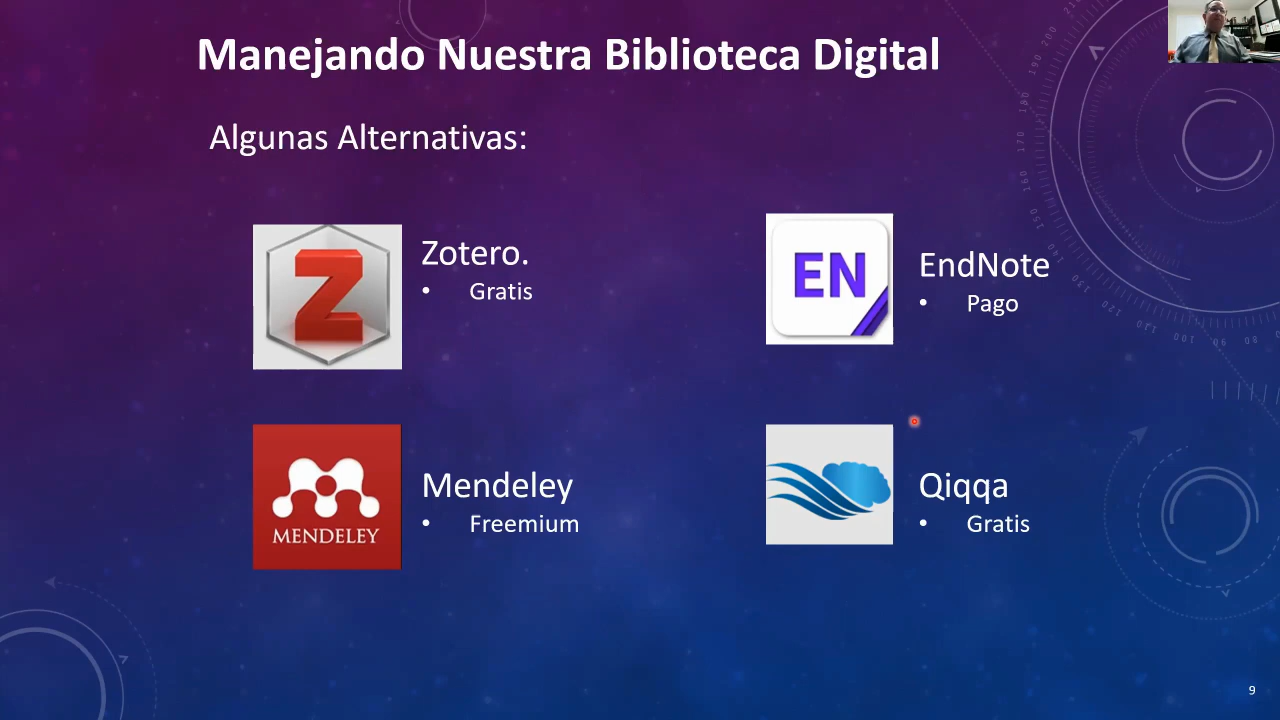 Manejando Nuestra Biblioteca Digital
Algunas Alternativas:
Z
Zotero.
• Gratis
EN
EndNote
• Pago
MENDELEY
Mendeley
• Freemium
Qiqqa
• Gratis
9